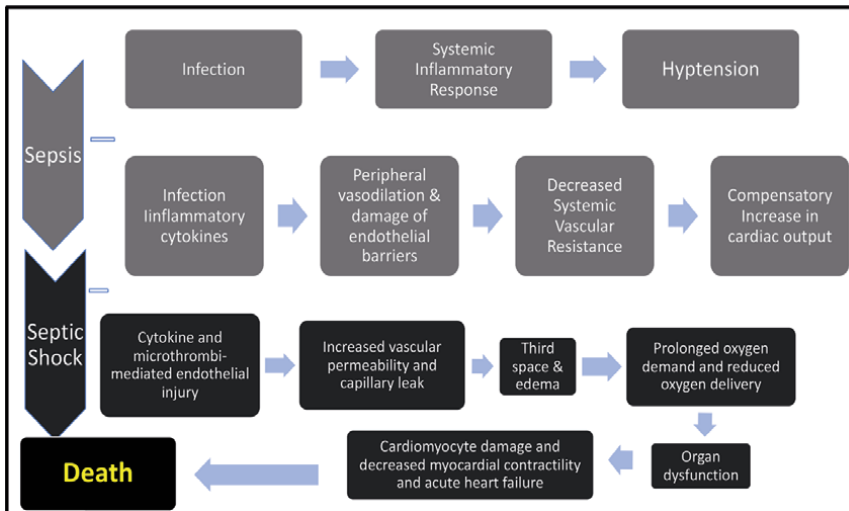 Infection
Systemic
Inflammatory
Response
Hyptension
Sepsis
Infection
Iinflammatory
cytokines
Peripheral
vasodilation &
damage of
endothelial
barriers
Decreased
Systemic
Vascular
Resistance
Compensatory
Increase in
cardiac output
Septic
Shock
Cytokine and
microthrombi-
mediated endothelial
injury
Increased vascular
permeability and
capillary leak
Third
space &
edema
Prolonged oxygen
demand and reduced
oxygen delivery
Organ
dysfunction
Cardiomyocyte damage and
decreased myocardial contractility
and acute heart failure
Death